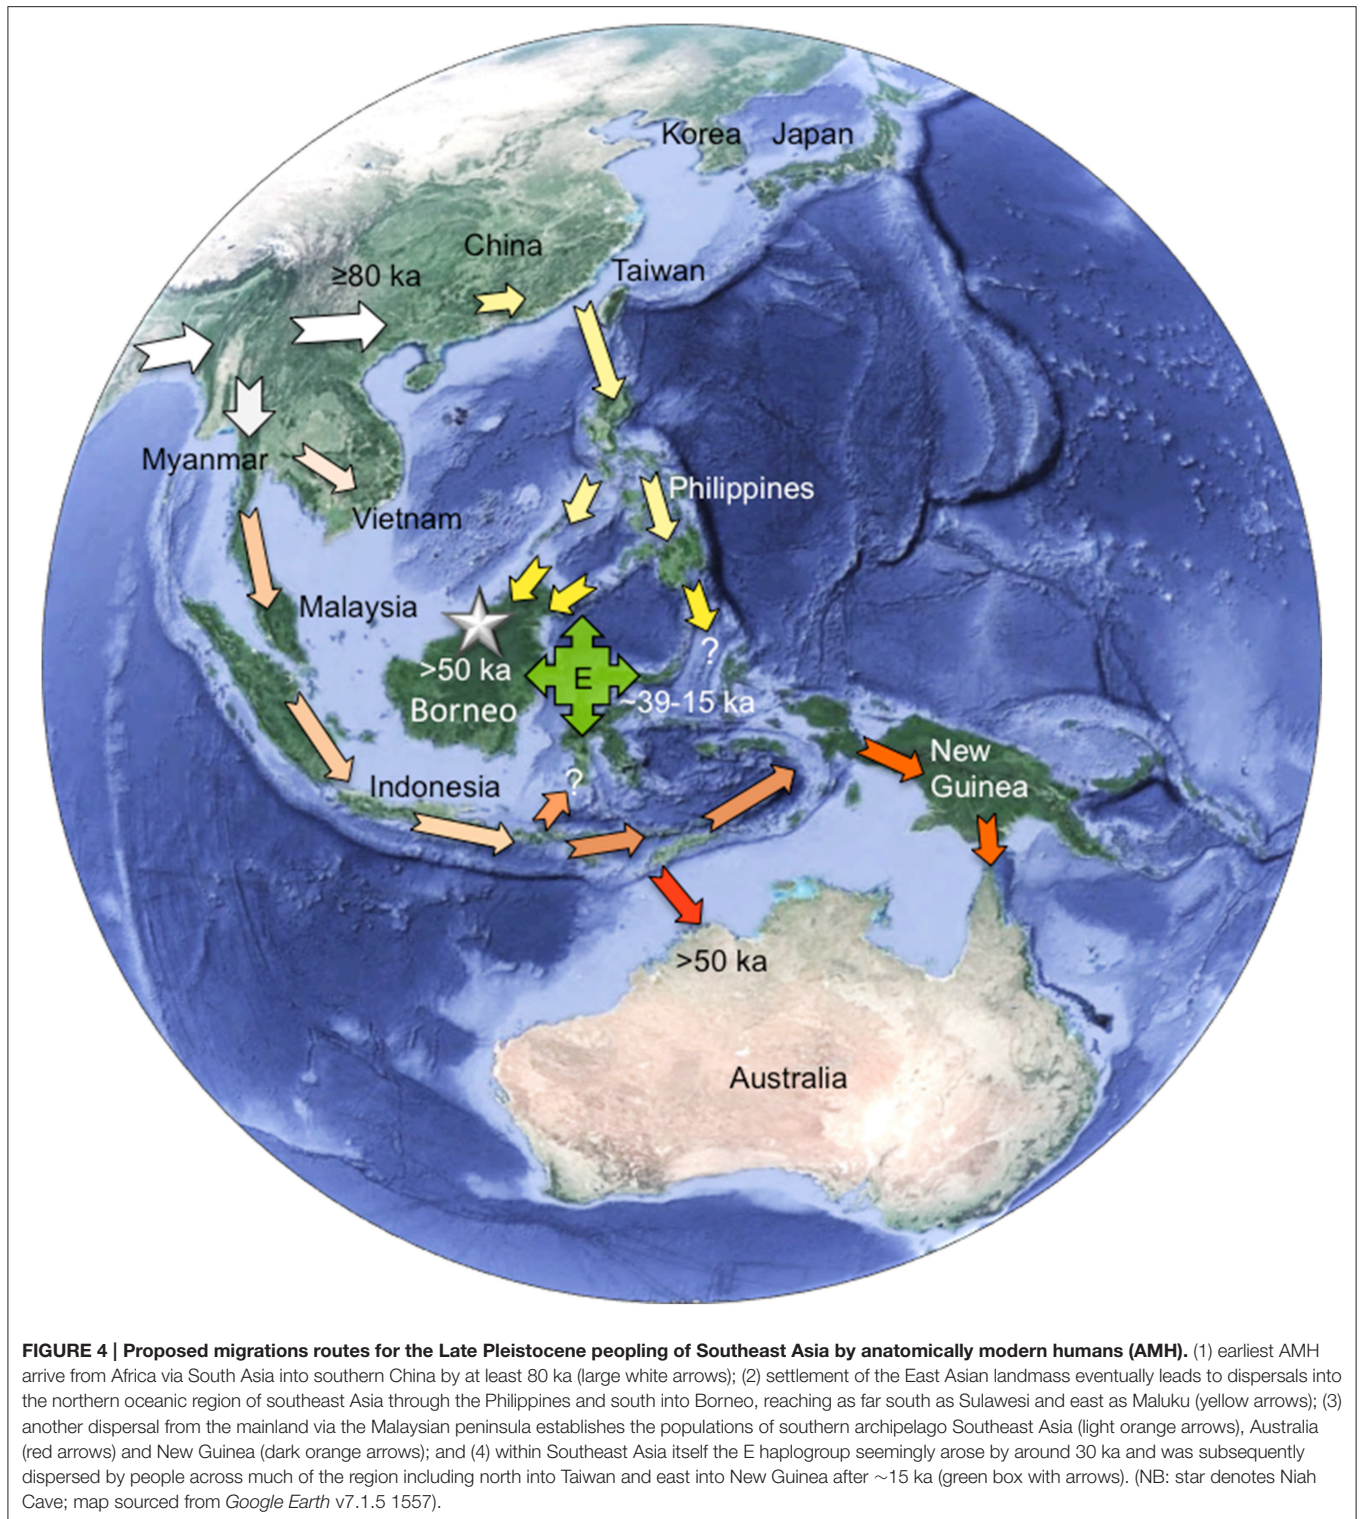 Korea Japan
China
≥80 ka
Taiwan
Myanmar
Philippines
Vietnam
Malaysia
?
>50 ka
E
~39-15 ka
Borneo
New
Guinea
?
Indonesia
>50 ka
Australia
FIGURE 4 | Proposed migrations routes for the Late Pleistocene peopling of Southeast Asia by anatomically modern humans (AMH). (1) earliest AMH
arrive from Africa via South Asia into southern China by at least 80 ka (large white arrows); (2) settlement of the East Asian landmass eventually leads to dispersals into
the northern oceanic region of southeast Asia through the Philippines and south into Borneo, reaching as far south as Sulawesi and east as Maluku (yellow arrows); (3)
another dispersal from the mainland via the Malaysian peninsula establishes the populations of southern archipelago Southeast Asia (light orange arrows), Australia
(red arrows) and New Guinea (dark orange arrows); and (4) within Southeast Asia itself the E haplogroup seemingly arose by around 30 ka and was subsequently
dispersed by people across much of the region including north into Taiwan and east into New Guinea after ~15 ka (green box with arrows). (NB: star denotes Niah
Cave; map sourced from Google Earth v7.1.5 1557).